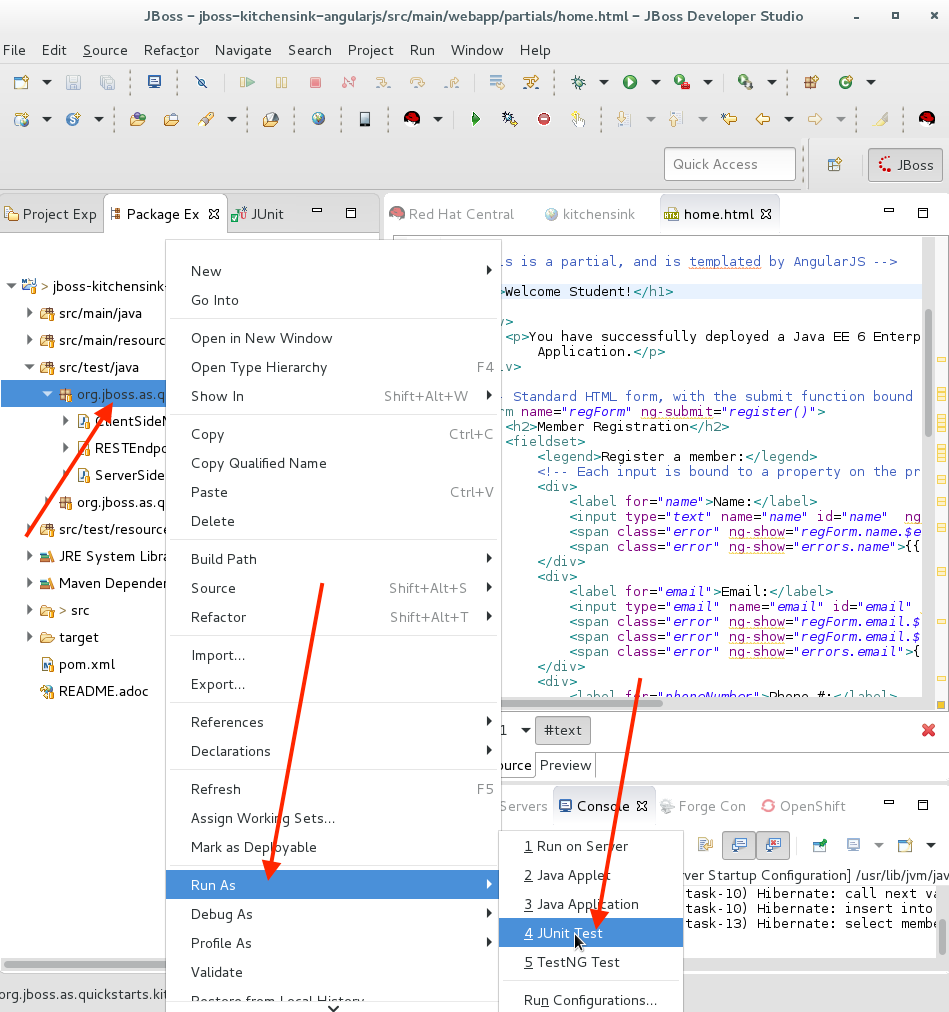 JBoss – jboss-kitchensink-angularjs/src/main/webapp/partials/home.html – JBoss Developer Studio
File Edit Source Refactor Navigate Search Project Run Window Help
Quick Access
JBoss
Project Exp
Package Ex
JUnit
Red Hat Central
kitchensink
home.html
> jboss-kitchensink-
src/main/java
src/main/resourc
src/test/java
org.jboss.as.q
ClientSideM
RESTEndpo
ServerSide
org.jboss.as.q
src/test/resource
JRE System Libra
Maven Depender
> src
target
pom.xml
README.adoc
New
Go Into
Open in New Window
Open Type Hierarchy F4
Show In Shift+Alt+W
Copy Ctrl+C
Copy Qualified Name
Paste Ctrl+V
Delete
Build Path
Source Shift+Alt+S
Refactor Shift+Alt+T
Import...
Export...
References
Declarations
Refresh F5
Assign Working Sets...
Mark as Deployable
Run As
Debug As
Profile As
Validate
Restore from Local History...
is is a partial, and is templated by AngularJS -->
>Welcome Student!</h1>
v>
<p>You have successfully deployed a Java EE 6 Enterp
Application.</p>
iv>
Standard HTML form, with the submit function bound
rm name="regForm" ng-submit="register()">
<h2>Member Registration</h2>
<fieldset>
<legend>Register a member:</legend>
<!-- Each input is bound to a property on the pr
<div>
<label for="name">Name:</label>
<input type="text" name="name" id="name" ng
<span class="error" ng-show="regForm.name.$e
<span class="error" ng-show="errors.name">{{
</div>
<div>
<label for="email">Email:</label>
<input type="email" name="email" id="email"
<span class="error" ng-show="regForm.email.$
<span class="error" ng-show="regForm.email.$
<span class="error" ng-show="errors.email">{
</div>
<div>
<label for="phoneNumber">Phone #:</label>
1 #text
ource Preview
Servers
Console
Forge Con
OpenShift
1 Run on Server
2 Java Applet
3 Java Application
4 JUnit Test
5 TestNG Test
Run Configurations...
ver Startup Configuration] /usr/lib/jvm/jav
task-10) Hibernate: call next va
task-10) Hibernate: insert into
task-13) Hibernate: select membe
org.jboss.as.quickstarts.kit